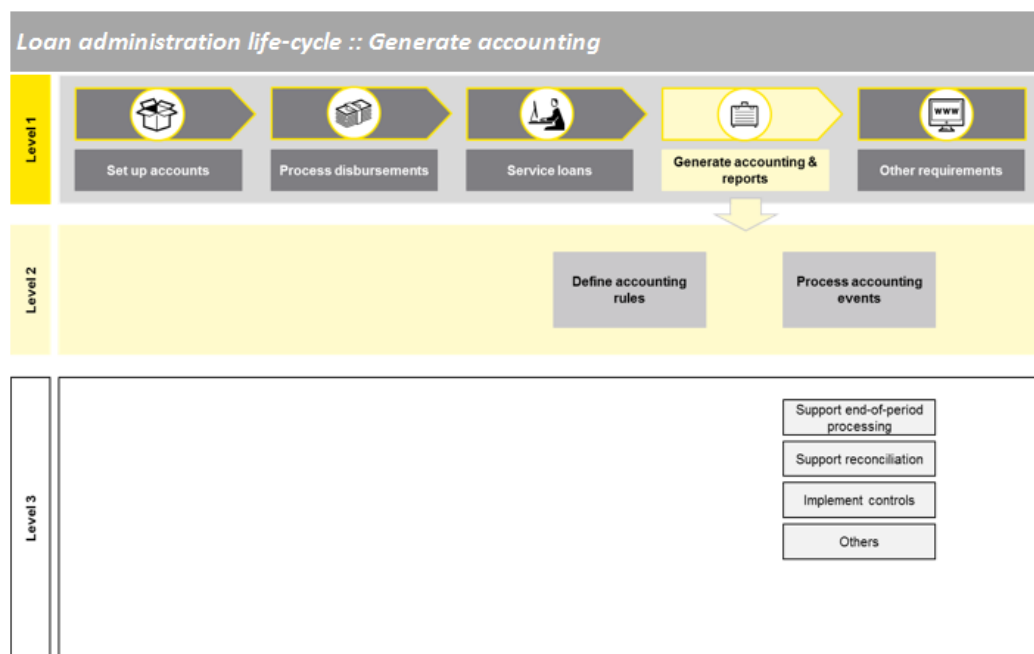 Loan administration life-cycle :: Generate accounting
Level 1
www
Set up accounts
Process disbursements
Service loans
Generate accounting &
reports
Other requirements
Level 2
Define accounting
rules
Process accounting
events
Level 3
Support end-of-period
processing
Support reconciliation
Implement controls
Others